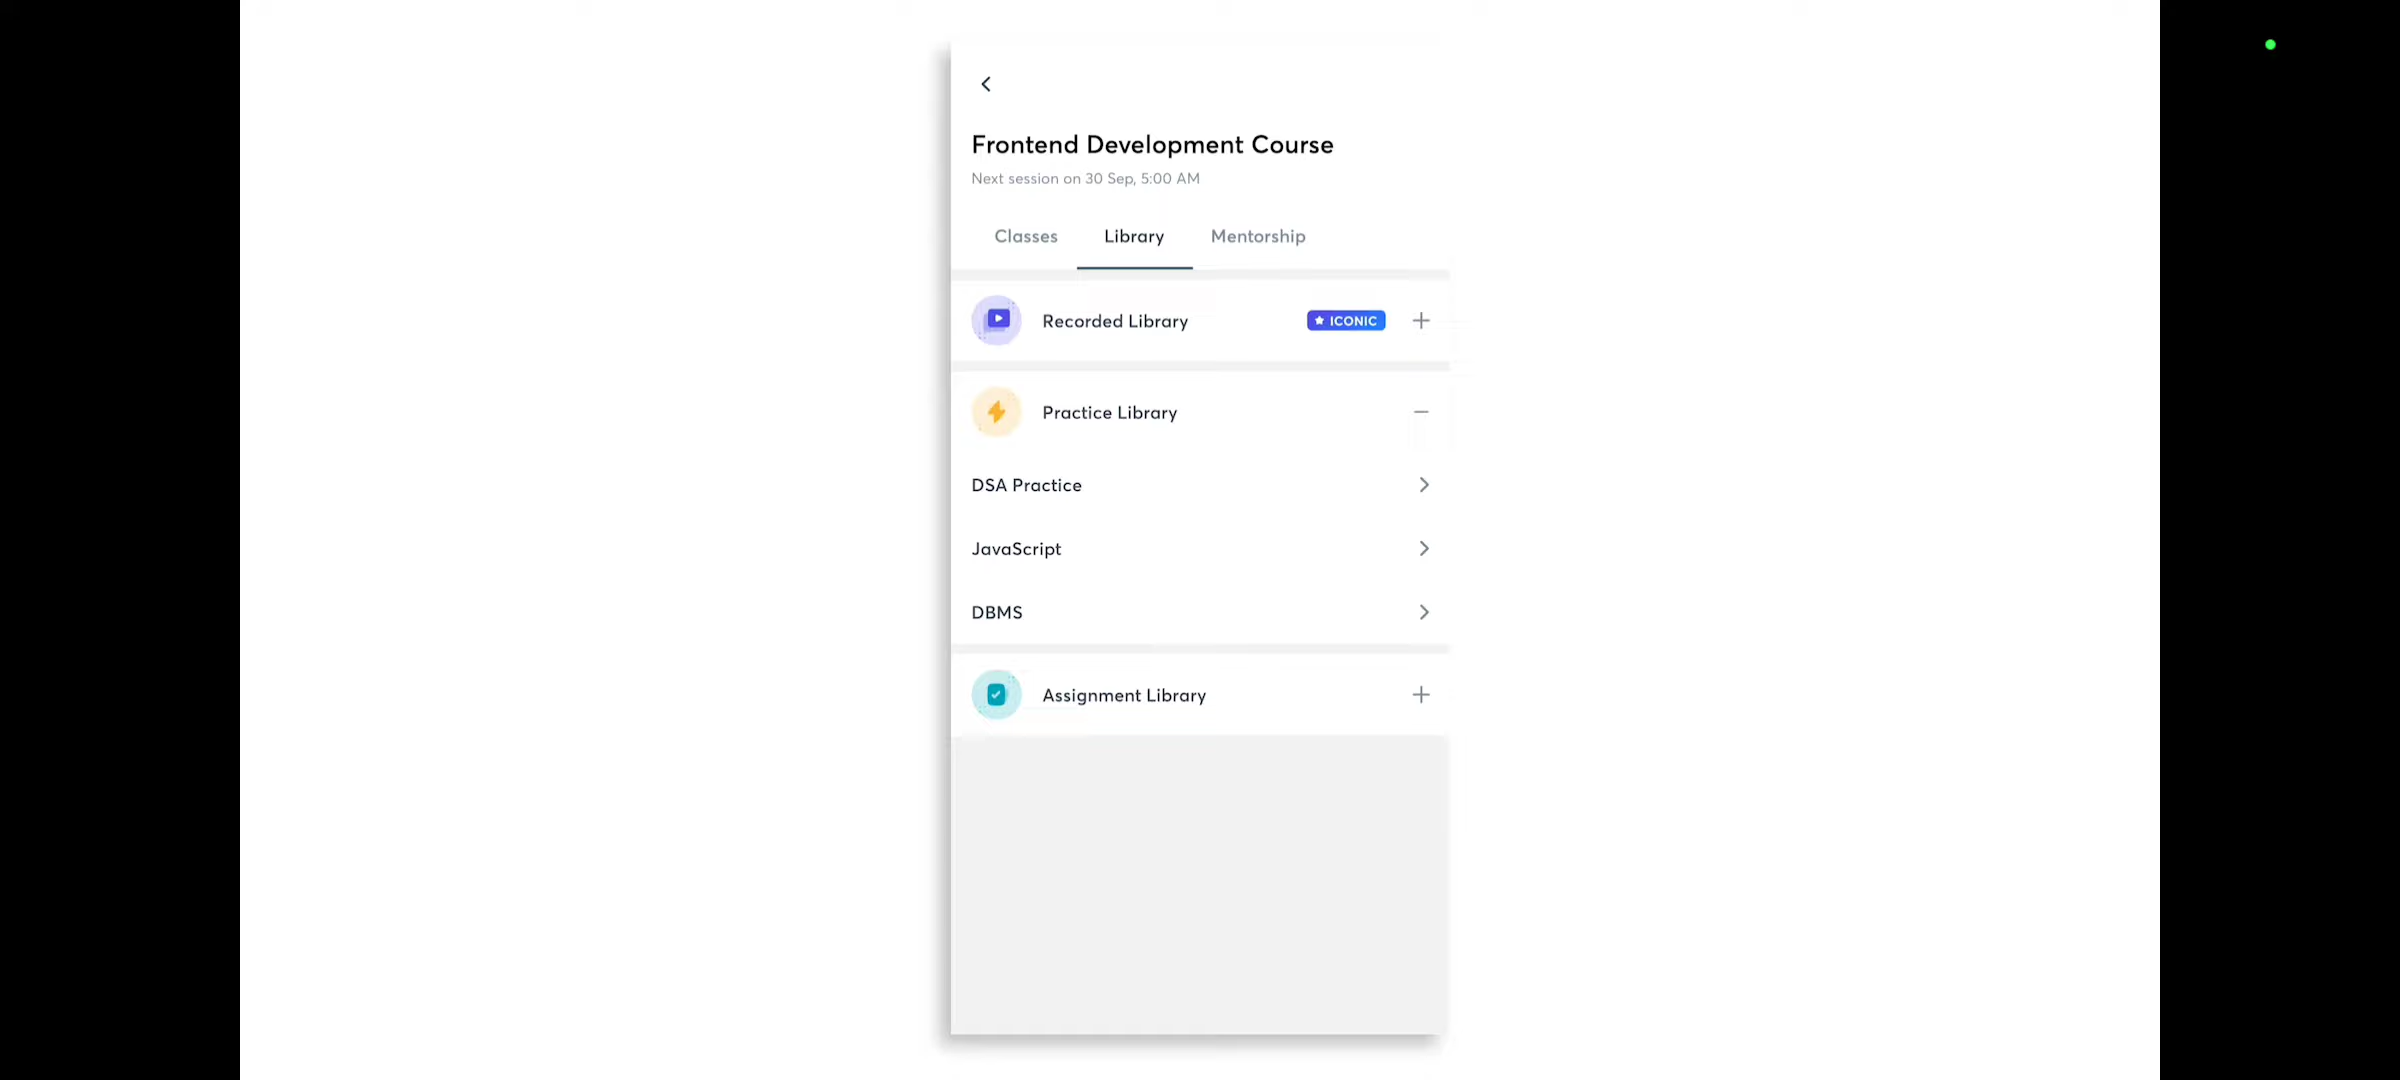 Frontend Development Course
Next session on 30 Sep, 5:00 AM
Classes Library Mentorship
Recorded Library ICONIC
Practice Library
DSA Practice
JavaScript
DBMS
Assignment Library